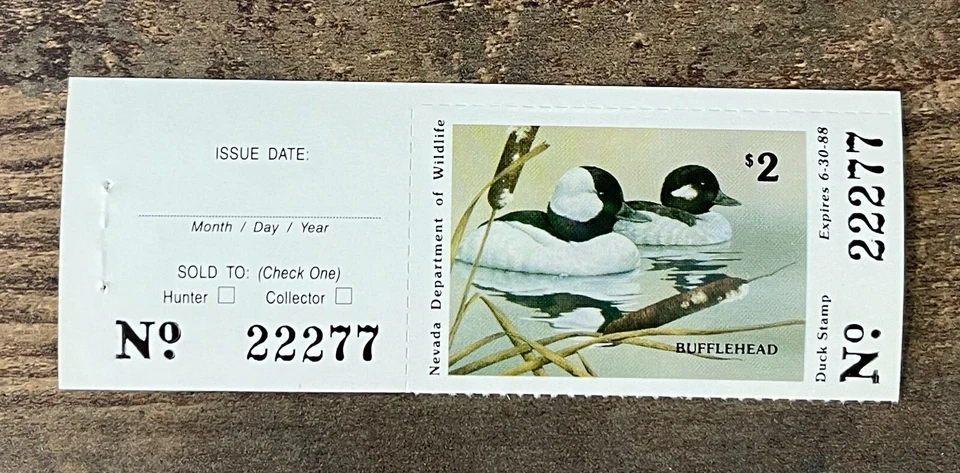 ISSUE DATE:
Month / Day / Year
SOLD TO: (Check One)
Hunter Collector
Nº 22277
Nevada Department of Wildlife
$2
BUFFLEHEAD
Duck Stamp Expires 6-30-88
Nº 22277